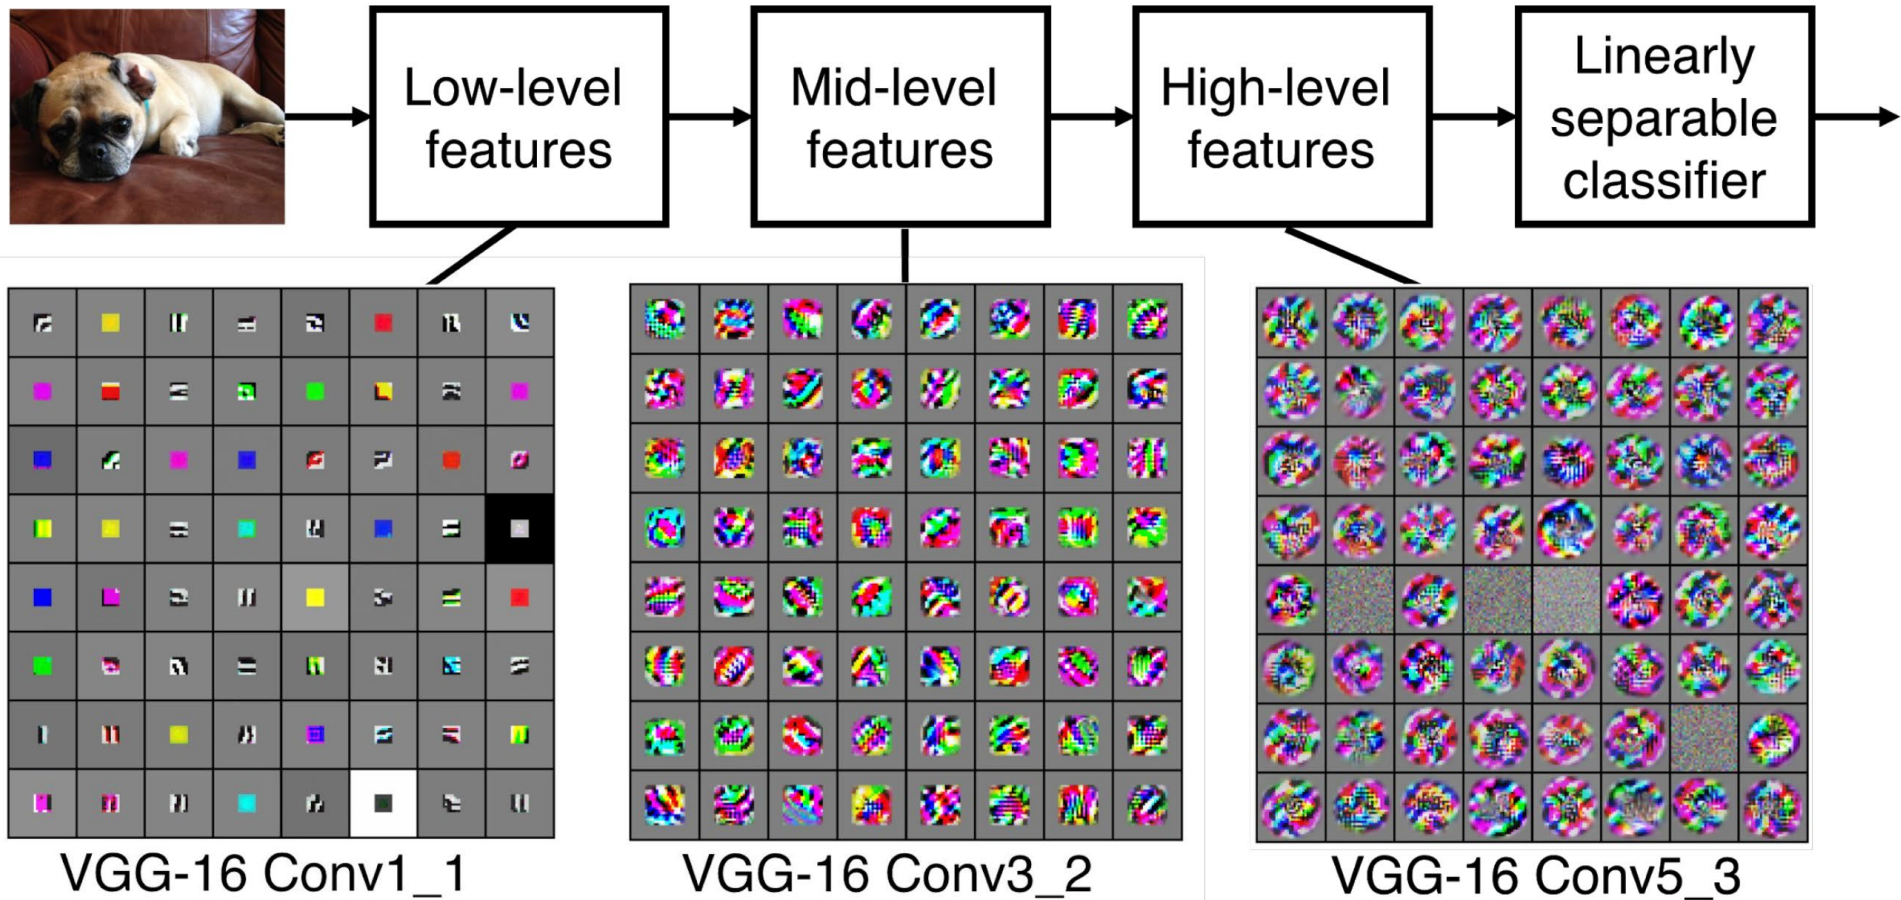 Low-level
features
Mid-level
features
High-level
features
Linearly
separable
classifier
VGG-16 Conv1_1
VGG-16 Conv3_2
VGG-16 Conv5_3